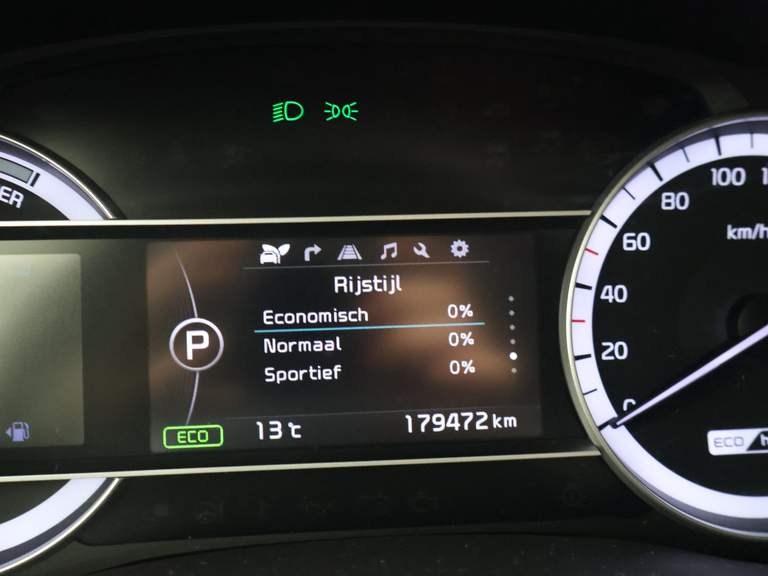 ER
Rijstijl
Economisch 0%
Normaal 0%
Sportief 0%
P
ECO
13°C
179472 km
100
80
60
40
20
0
km/h
ECO